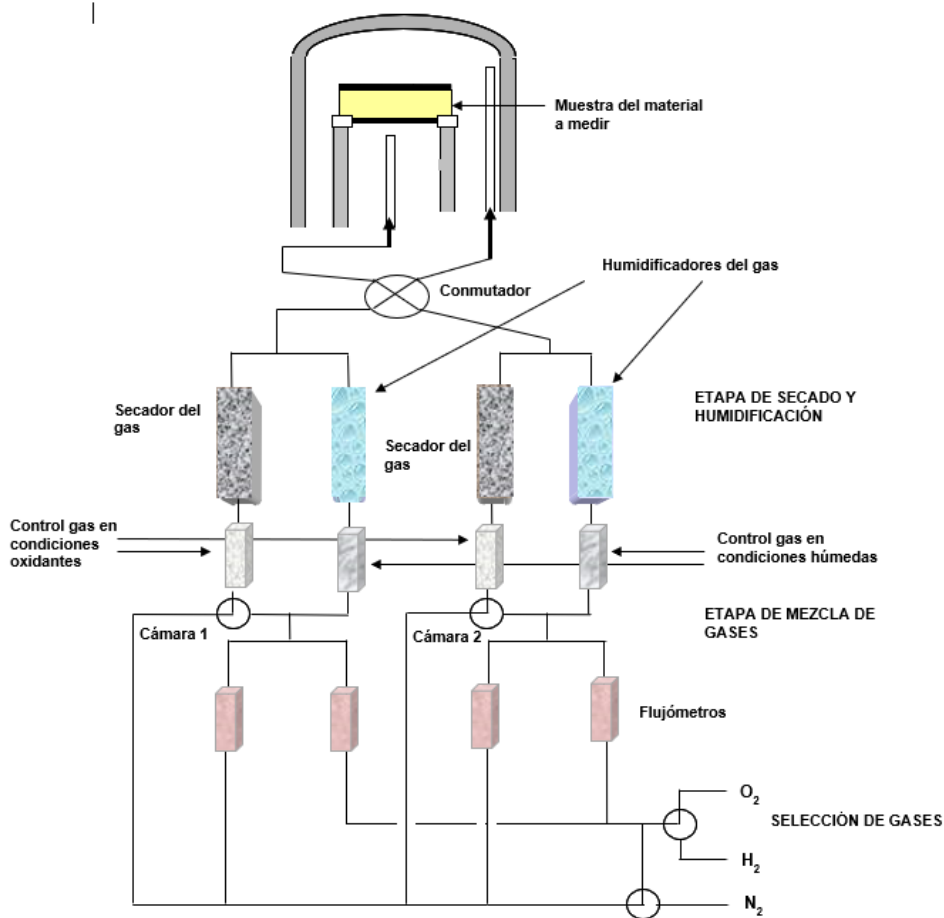 Muestra del material
a medir
Humidificadores del gas
Conmutador
ETAPA DE SECADO Y
HUMIDIFICACIÓN
Secador del
gas
Secador del
gas
Control gas en
condiciones
oxidantes
Control gas en
condiciones húmedas
ETAPA DE MEZCLA DE
GASES
Cámara 1
Cámara 2
Flujómetros
O2
SELECCIÒN DE GASES
H2
N2